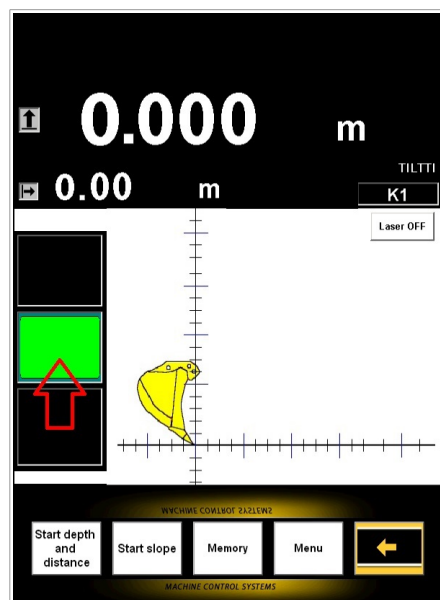 0.000 m
TILTTI
0.00 m
K1
Laser OFF
MACHINE CONTROL SYSTEMS
Start depth
and
distance
Start slope
Memory
Menu
MACHINE CONTROL SYSTEMS